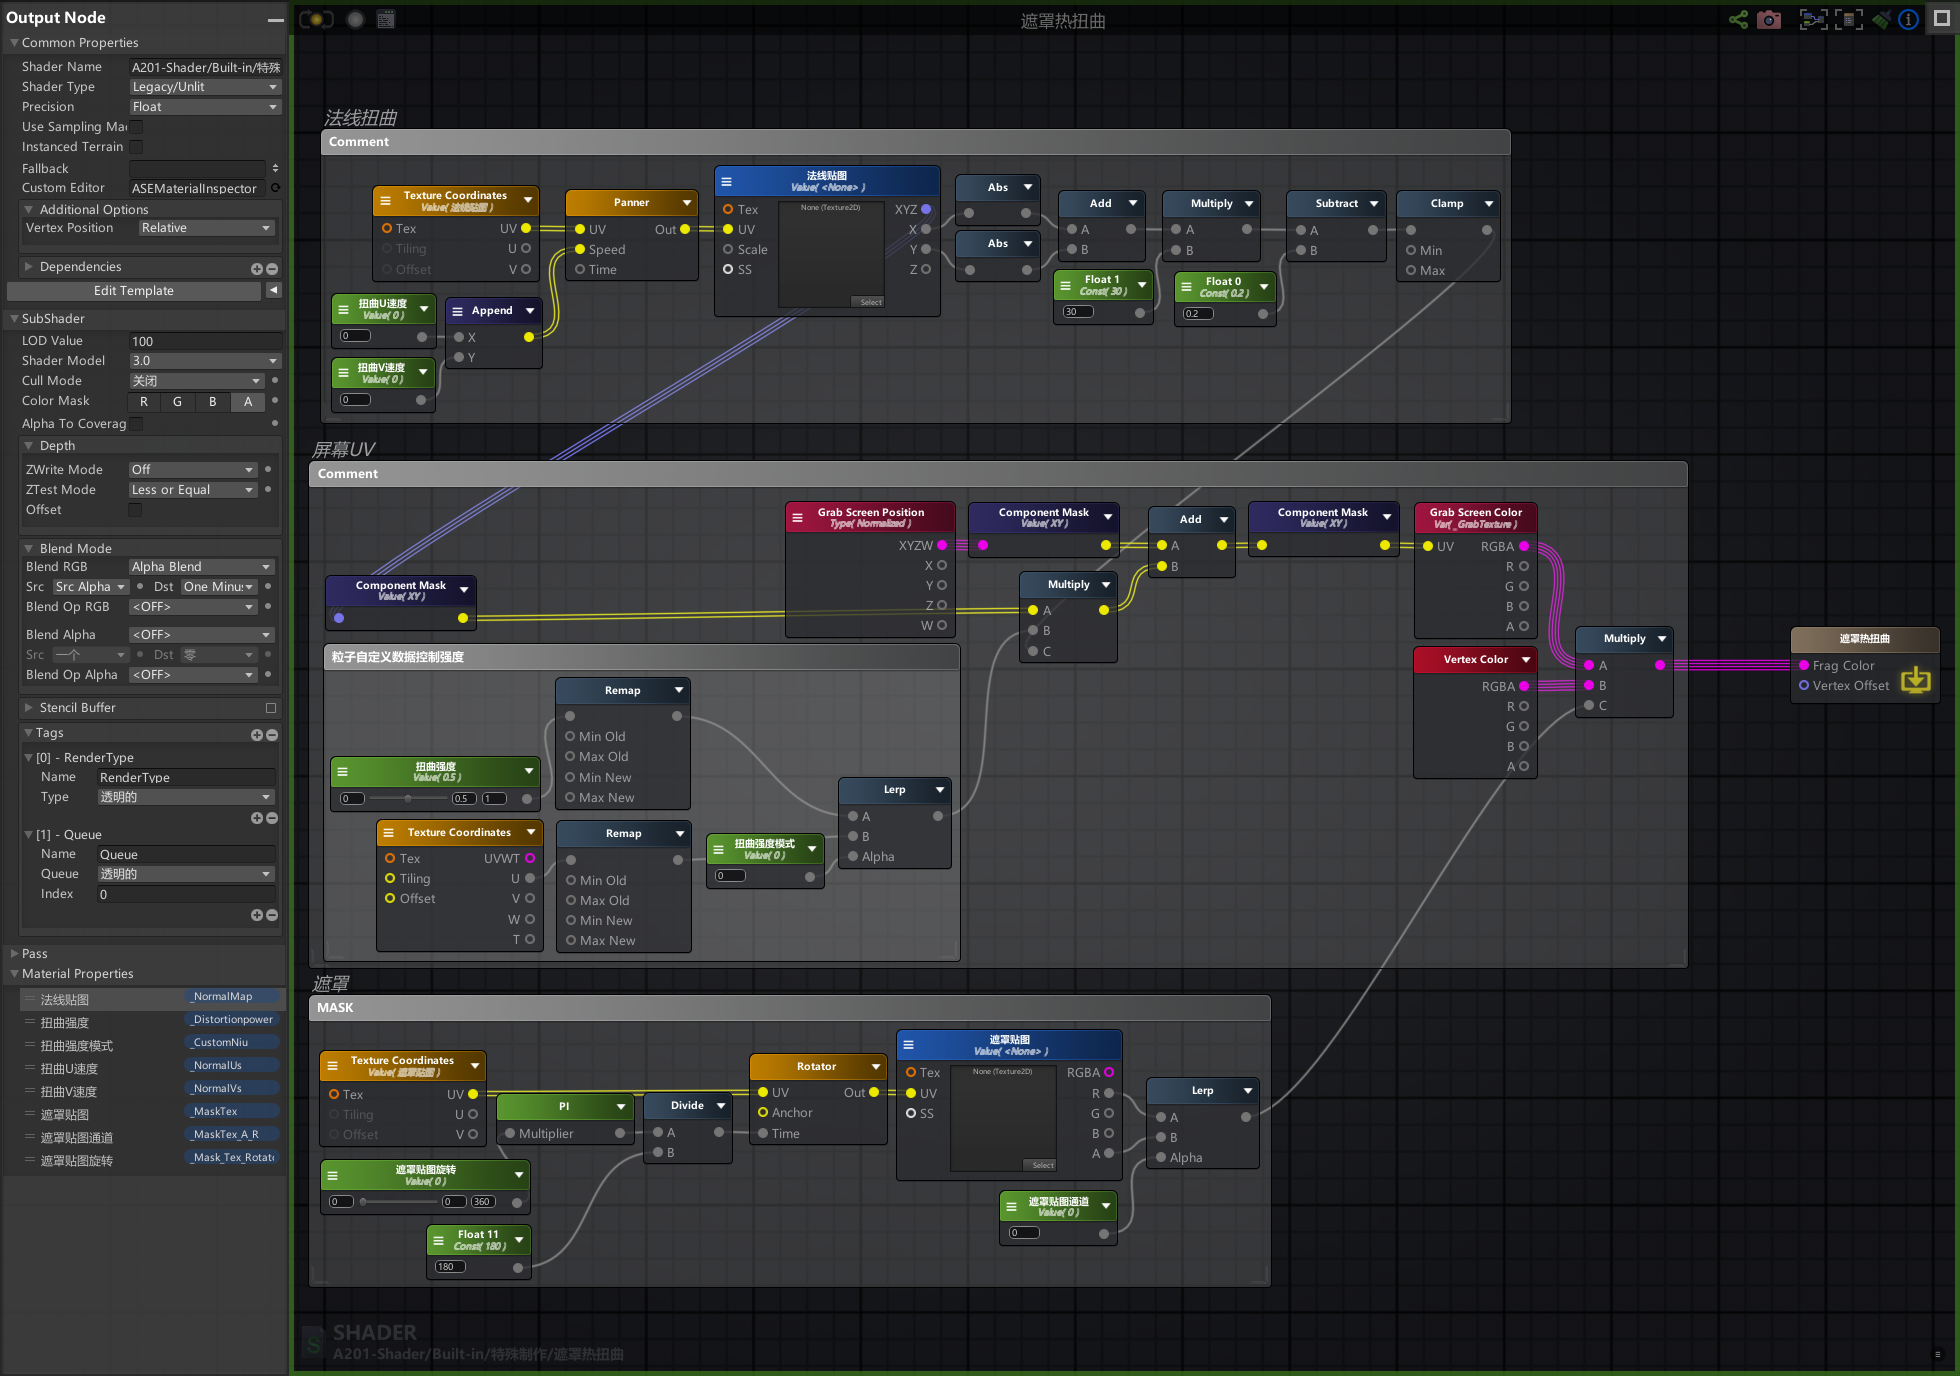 Output Node
Common Properties
Shader Name A201-Shader/Built-in/特殊
Shader Type Legacy/Unlit
Precision Float
Use Sampling Mac
Instanced Terrain
Fallback
Custom Editor ASEMaterialInspector
Additional Options
Vertex Position Relative
Dependencies
Edit Template
SubShader
LOD Value 100
Shader Model 3.0
Cull Mode 关闭
Color Mask R G B A
Alpha To Coverag
Depth
ZWrite Mode Off
ZTest Mode Less or Equal
Offset
Blend Mode
Blend RGB Alpha Blend
Src Src Alpha Dst One Minus
Blend Op RGB <OFF>
Blend Alpha <OFF>
Src 一个 Dst 零
Blend Op Alpha <OFF>
Stencil Buffer
Tags
[0] - RenderType
Name RenderType
Type 透明的
[1] - Queue
Name Queue
Queue 透明的
Index 0
Pass
Material Properties
法线贴图 _NormalMap
扭曲强度 _Distortionpower
扭曲强度模式 _CustomNiu
扭曲U速度 _NormalUs
扭曲V速度 _NormalVs
遮罩贴图 _MaskTex
遮罩贴图通道 _MaskTex_A_R
遮罩贴图旋转 _Mask_Tex_Rotato
遮罩热扭曲
法线扭曲
Comment
Texture Coordinates
Value( 法线贴图 )
Tex UV
Tiling U
Offset V
Panner
UV Out
Speed
Time
法线贴图
Value( <None> )
Tex XYZ
UV X
Scale Y
SS Z
None (Texture2D)
Select
Abs
Abs
Add
A
B
Multiply
A
B
Subtract
A
B
Clamp
Min
Max
Float 1
Const( 30 )
30
Float 0
Const( 0.2 )
0.2
扭曲U速度
Value( 0 )
0
Append
X
Y
扭曲V速度
Value( 0 )
0
屏幕UV
Comment
Component Mask
Value( XY )
Grab Screen Position
Type( Normalized )
XYZW
X
Y
Z
W
Component Mask
Value( XY )
Add
A
B
Multiply
A
B
C
Component Mask
Value( XY )
Grab Screen Color
Var( _GrabTexture )
UV RGBA
R
G
B
A
Vertex Color
RGBA
R
G
B
A
Multiply
A
B
C
遮罩热扭曲
Frag Color
Vertex Offset
粒子自定义数据控制强度
Remap
Min Old
Max Old
Min New
Max New
扭曲强度
Value( 0.5 )
0 0.5 1
Texture Coordinates
Tex UVWT
Tiling U
Offset V
W
T
Remap
Min Old
Max Old
Min New
Max New
扭曲强度模式
Value( 0 )
0
Lerp
A
B
Alpha
遮罩
MASK
Texture Coordinates
Value( 遮罩贴图 )
Tex UV
Tiling U
Offset V
PI
Multiplier
Divide
A
B
Rotator
UV Out
Anchor
Time
遮罩贴图
Value( <None> )
Tex RGBA
UV R
SS G
B
A
None (Texture2D)
Select
Lerp
A
B
Alpha
遮罩贴图旋转
Value( 0 )
0 0 360
Float 11
Const( 180 )
180
遮罩贴图通道
Value( 0 )
0
SHADER
A201-Shader/Built-in/特殊制作/遮罩热扭曲